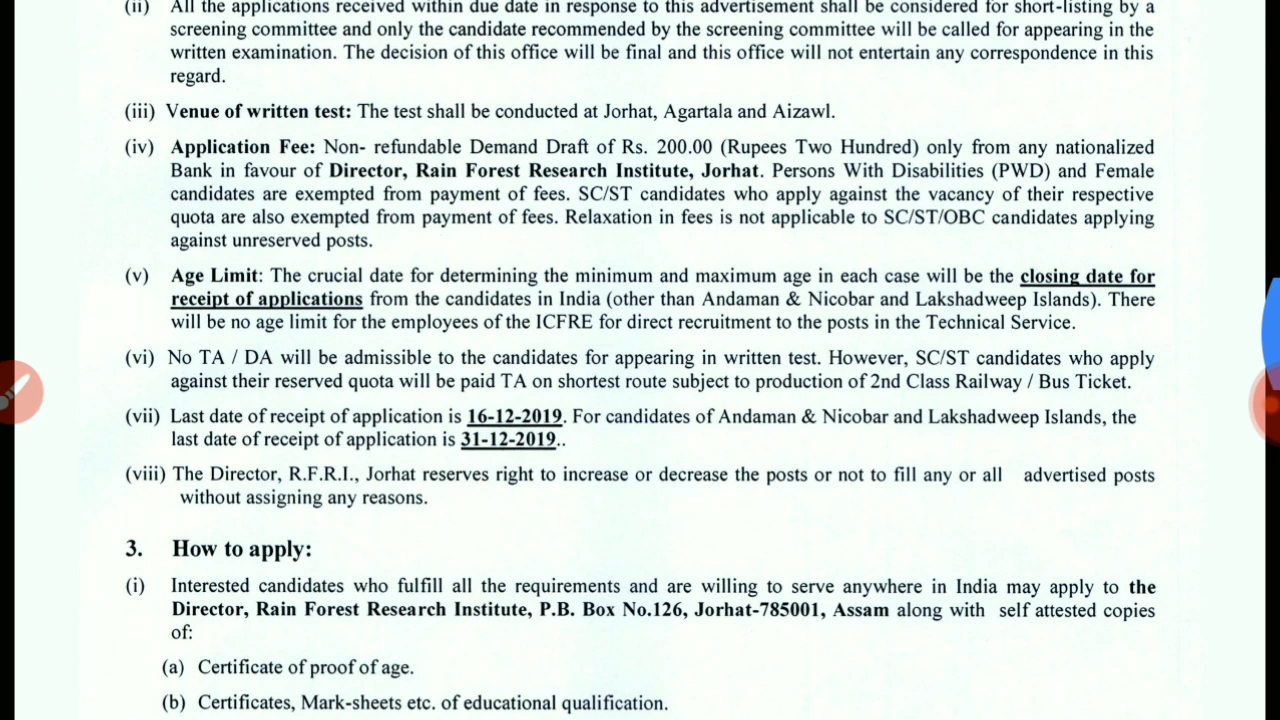 (ii) All the applications received within due date in response to this advertisement shall be considered for short-listing by a
screening committee and only the candidate recommended by the screening committee will be called for appearing in the
written examination. The decision of this office will be final and this office will not entertain any correspondence in this
regard.
(iii) Venue of written test: The test shall be conducted at Jorhat, Agartala and Aizawl.
(iv) Application Fee: Non- refundable Demand Draft of Rs. 200.00 (Rupees Two Hundred) only from any nationalized
Bank in favour of Director, Rain Forest Research Institute, Jorhat. Persons With Disabilities (PWD) and Female
candidates are exempted from payment of fees. SC/ST candidates who apply against the vacancy of their respective
quota are also exempted from payment of fees. Relaxation in fees is not applicable to SC/ST/OBC candidates applying
against unreserved posts.
(v) Age Limit: The crucial date for determining the minimum and maximum age in each case will be the closing date for
receipt of applications from the candidates in India (other than Andaman & Nicobar and Lakshadweep Islands). There
will be no age limit for the employees of the ICFRE for direct recruitment to the posts in the Technical Service.
(vi) No TA / DA will be admissible to the candidates for appearing in written test. However, SC/ST candidates who apply
against their reserved quota will be paid TA on shortest route subject to production of 2nd Class Railway / Bus Ticket.
(vii) Last date of receipt of application is 16-12-2019. For candidates of Andaman & Nicobar and Lakshadweep Islands, the
last date of receipt of application is 31-12-2019..
(viii) The Director, R.F.R.I., Jorhat reserves right to increase or decrease the posts or not to fill any or all advertised posts
without assigning any reasons.
3. How to apply:
(i) Interested candidates who fulfill all the requirements and are willing to serve anywhere in India may apply to the
Director, Rain Forest Research Institute, P.B. Box No.126, Jorhat-785001, Assam along with self attested copies
of:
(a) Certificate of proof of age.
(b) Certificates, Mark-sheets etc. of educational qualification.